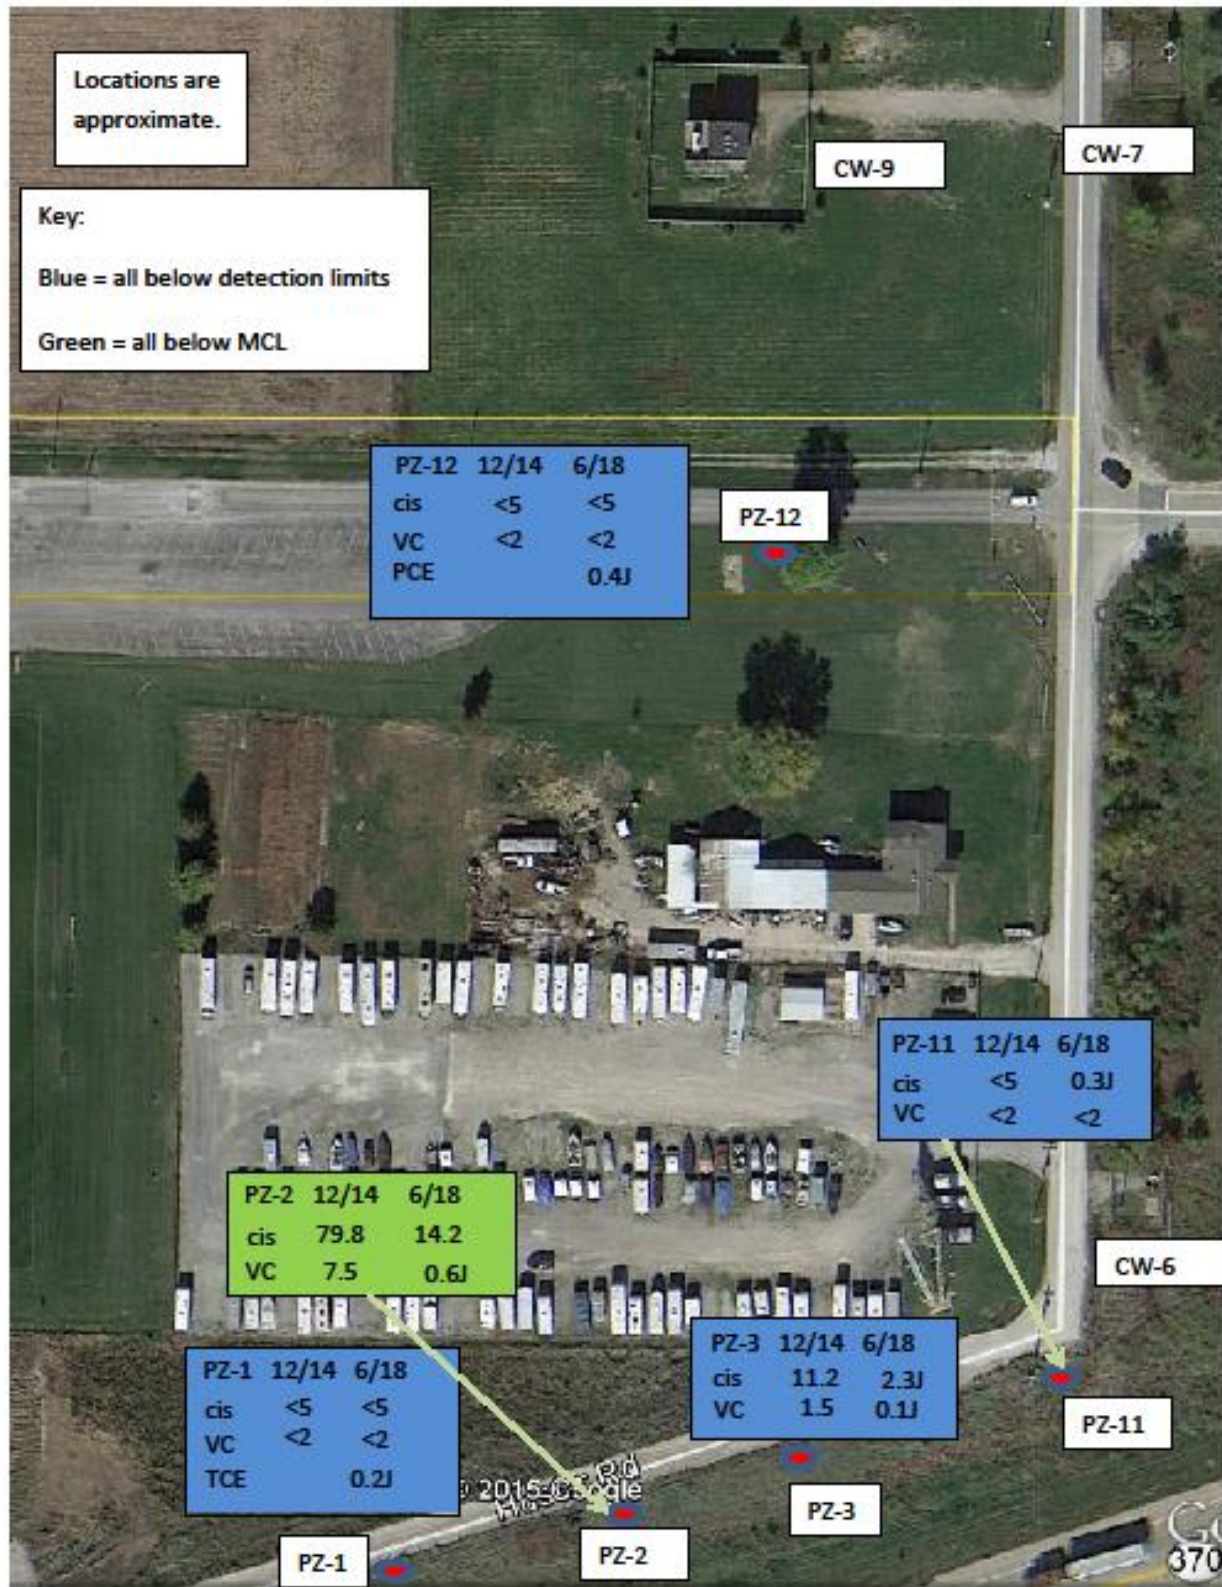 Locations are
approximate.
Key:
Blue = all below detection limits
Green = all below MCL
CW-9
CW-7
PZ-12 12/14 6/18
cis <5 <5
VC <2 <2
PCE 0.4J
PZ-12
PZ-11 12/14 6/18
cis <5 0.3J
VC <2 <2
PZ-2 12/14 6/18
cis 79.8 14.2
VC 7.5 0.6J
CW-6
PZ-3 12/14 6/18
cis 11.2 2.3J
VC 1.5 0.1J
PZ-1 12/14 6/18
cis <5 <5
VC <2 <2
TCE 0.2J
PZ-11
Rd
2015 Google
PZ-3
PZ-2
PZ-1
370